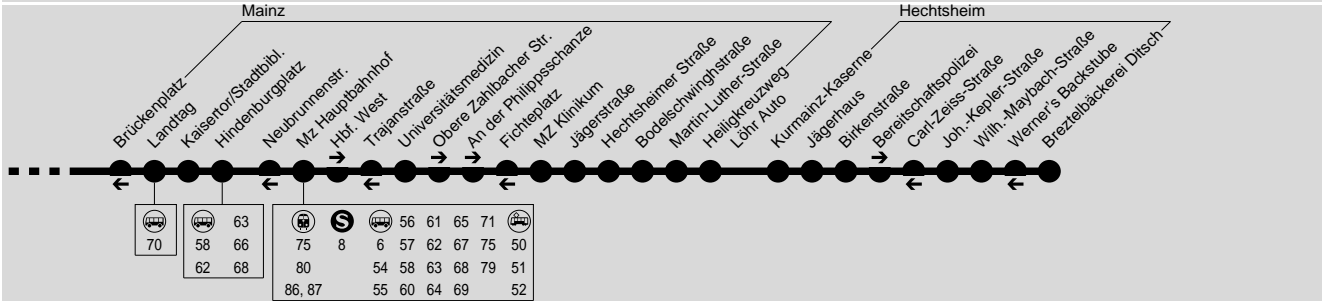 Mainz
Hechtsheim
Brückenplatz
Landtag
Kaisertor/Stadtbibl.
Hindenburgplatz
Neubrunnenstr.
Mz Hauptbahnhof
Hbf. West
Trajanstraße
Universitätsmedizin
Obere Zahlbacher Str.
An der Philippsschanze
Fichteplatz
MZ Klinikum
Jägerstraße
Hechtsheimer Straße
Bodelschwinghstraße
Martin-Luther-Straße
Heiligkreuzweg
Löhr Auto
Kurmainz-Kaserne
Jägerhaus
Birkenstraße
Bereitschaftspolizei
Carl-Zeiss-Straße
Joh.-Kepler-Straße
Wilh.-Maybach-Straße
Werner's Backstube
Breztelbäckerei Ditsch
70
63
58 66
62 68
S 56 61 65 71
75 8 6 57 62 67 75 50
80 54 58 63 68 79 51
86, 87 55 60 64 69 52